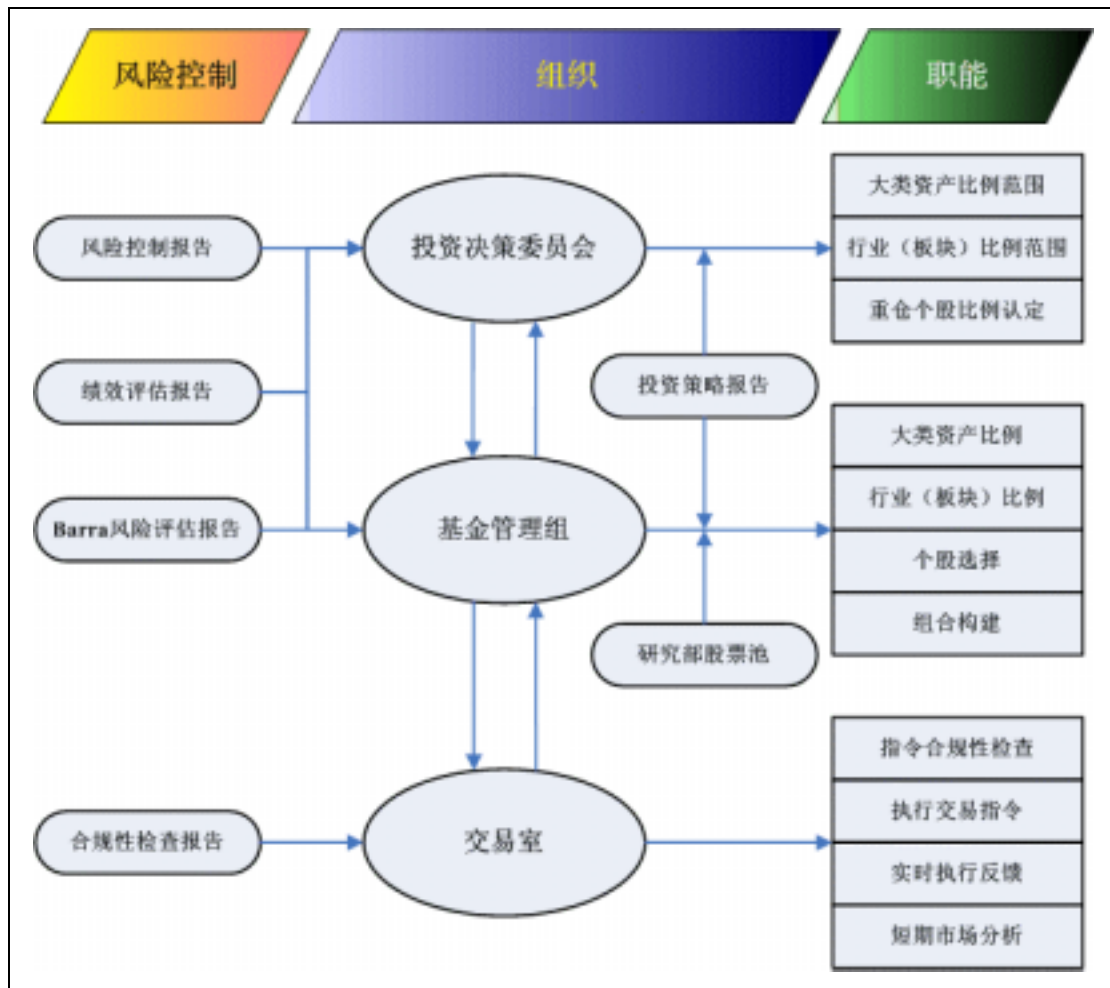 风险控制
组织
职能
大类资产比例范围
风险控制报告
投资决策委员会
行业（板块）比例范围
重仓个股比例认定
绩效评估报告
投资策略报告
大类资产比例
行业（板块）比例
Barra风险评估报告
基金管理组
个股选择
组合构建
研究部股票池
指令合规性检查
执行交易指令
合规性检查报告
交易室
实时执行反馈
短期市场分析